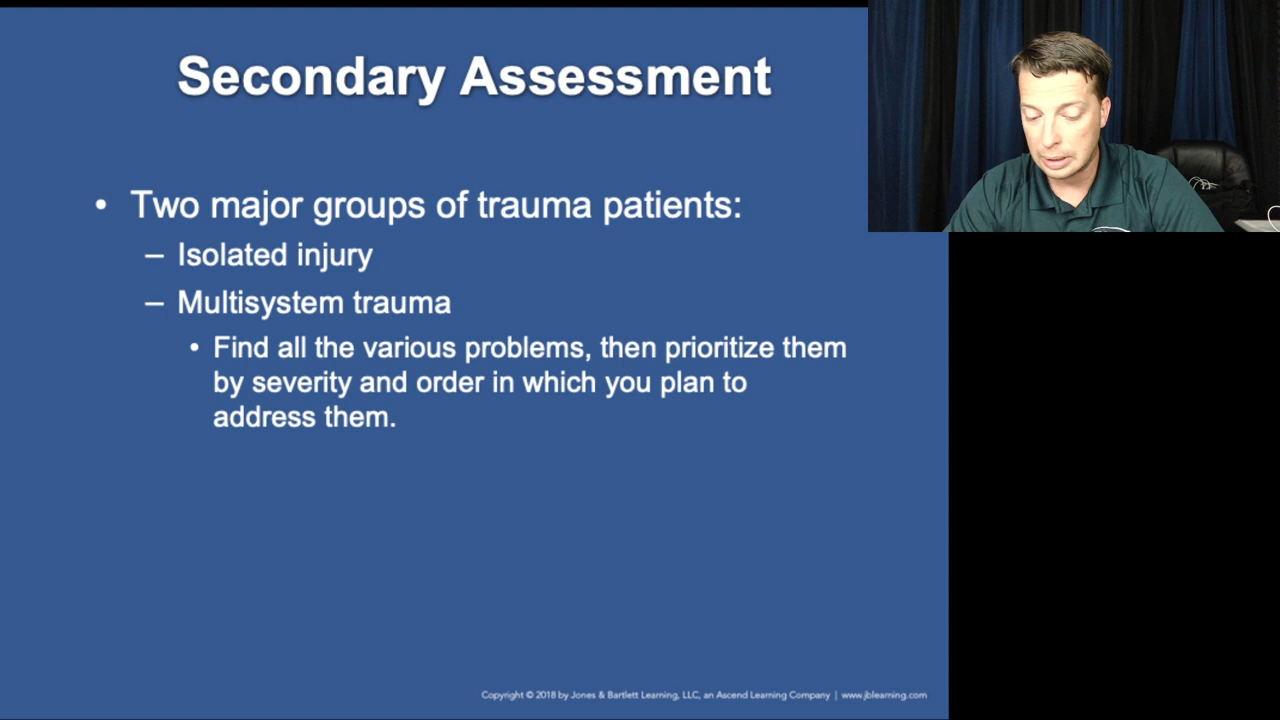 Secondary Assessment
• Two major groups of trauma patients:
– Isolated injury
– Multisystem trauma
• Find all the various problems, then prioritize them
by severity and order in which you plan to
address them.
Copyright © 2018 by Jones & Bartlett Learning, LLC, an Ascend Learning Company | www.jblearning.com